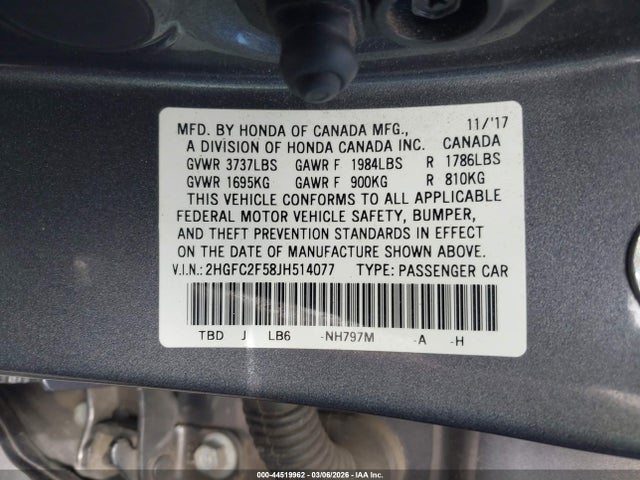 MFD. BY HONDA OF CANADA MFG., 11/'17
A DIVISION OF HONDA CANADA INC. CANADA
GVWR 3737LBS GAWR F 1984LBS R 1786LBS
GVWR 1695KG GAWR F 900KG R 810KG
THIS VEHICLE CONFORMS TO ALL APPLICABLE
FEDERAL MOTOR VEHICLE SAFETY, BUMPER,
AND THEFT PREVENTION STANDARDS IN EFFECT
ON THE DATE OF MANUFACTURE SHOWN ABOVE.
V.I.N.: 2HGFC2F58JH514077 TYPE: PASSENGER CAR
TBD J LB6 -NH797M -A -H
000-44519962 | 03/06/2026 | IAA Inc.